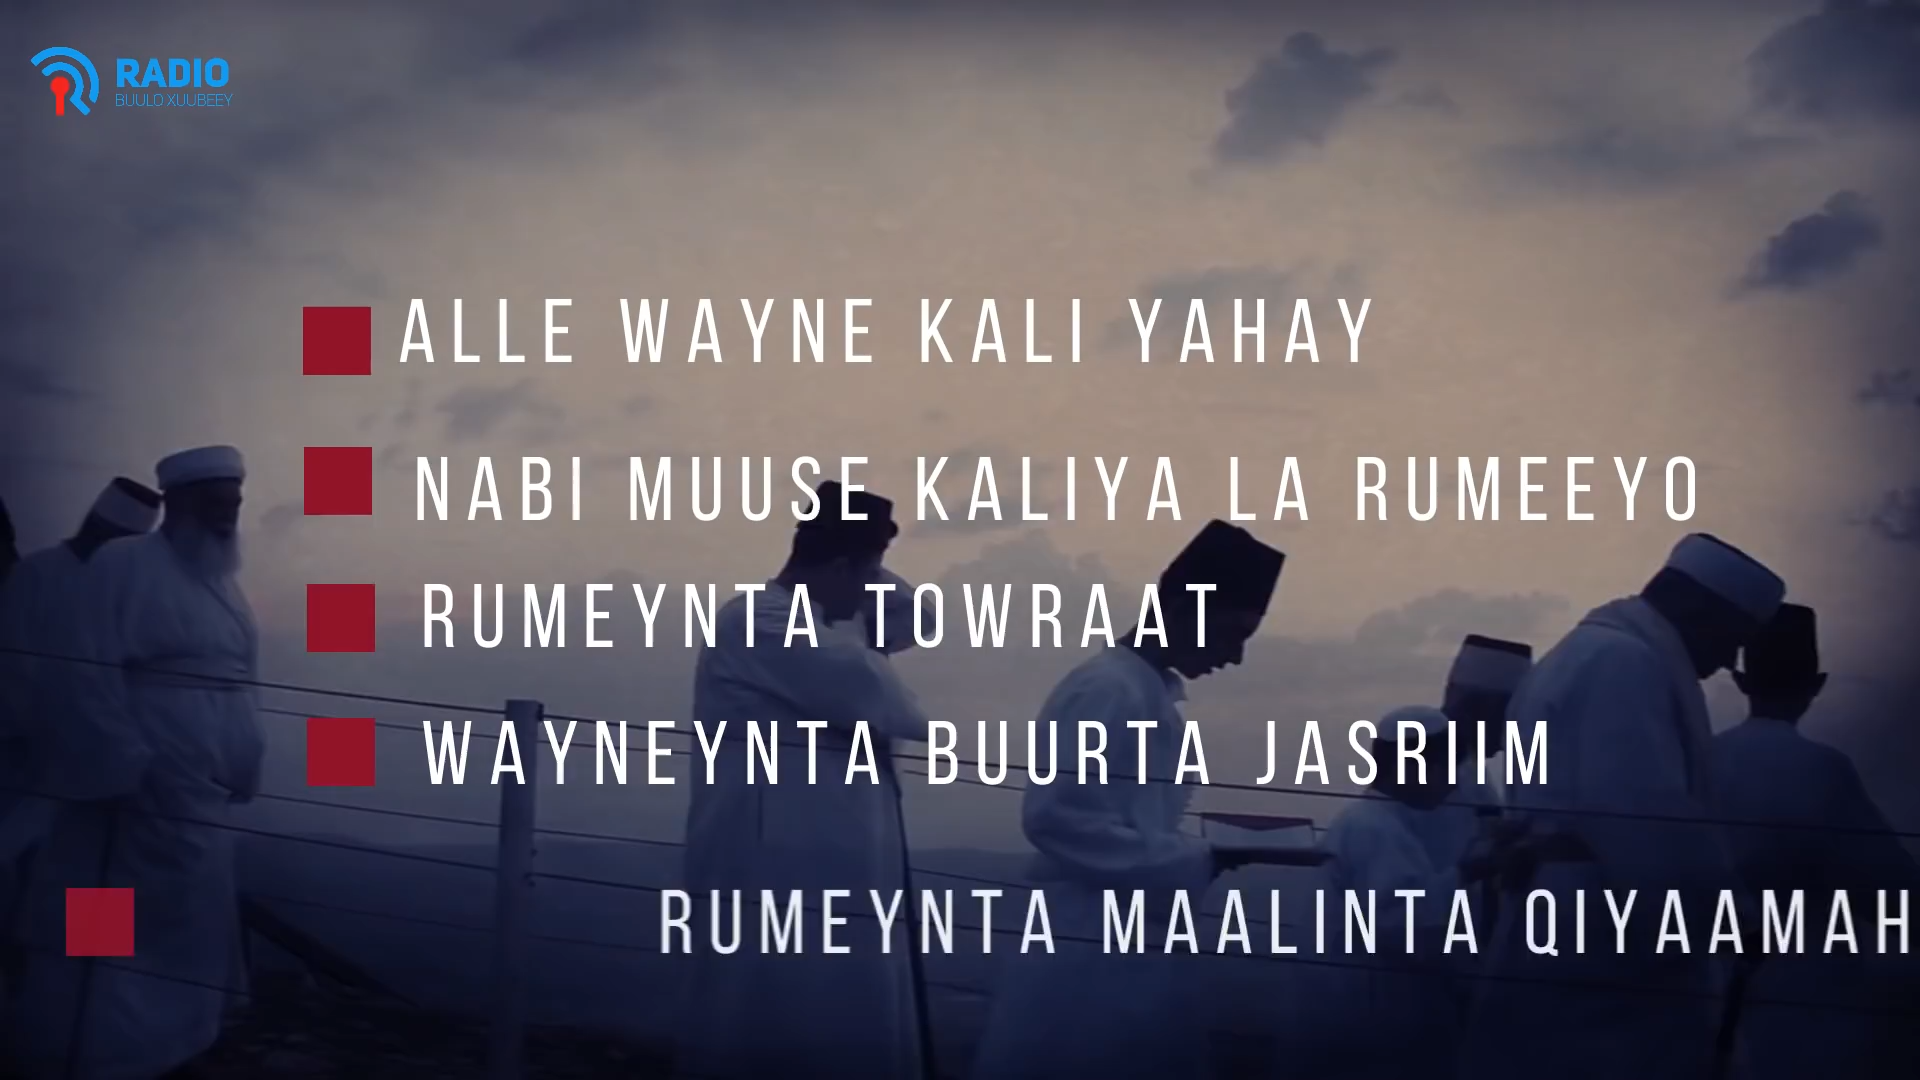 RADIO
BUULO XUUBEEY
ALLE WAYNE KALI YAHAY
NABI MUUSE KALIYA LA RUMEEYO
RUMEYNTA TOWRAAT
WAYNEYNTA BUURTA JASRIIM
RUMEYNTA MAALINTA QIYAAMAH